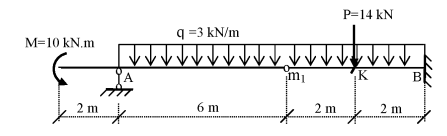 P=14 kN
q =3 kN/m
M=10 kN.m
A
m₁
K
B
2 m
6 m
2 m
2 m